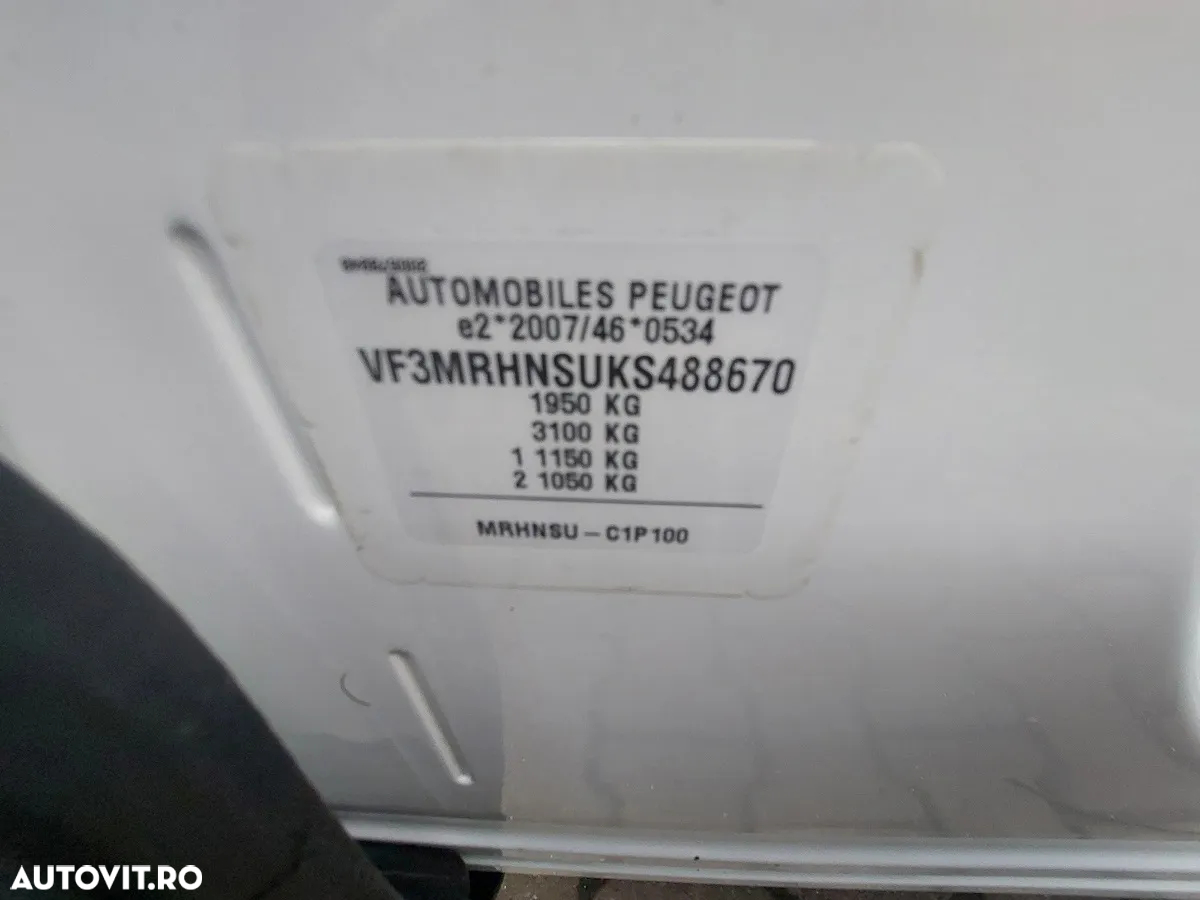 AUTOMOBILES PEUGEOT
e2*2007/46*0534
VF3MRHNSUKS488670
1950 KG
3100 KG
1 1150 KG
2 1050 KG
MRHNSU – C1P100
AUTOVIT.RO